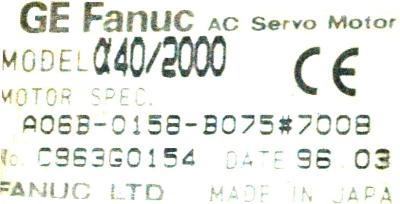 GE Fanuc AC Servo Motor
MODEL α40/2000
CE
MOTOR SPEC.
A06B-0158-B075#7008
No. C963G0154 DATE 96.03
FANUC LTD MADE IN JAPA